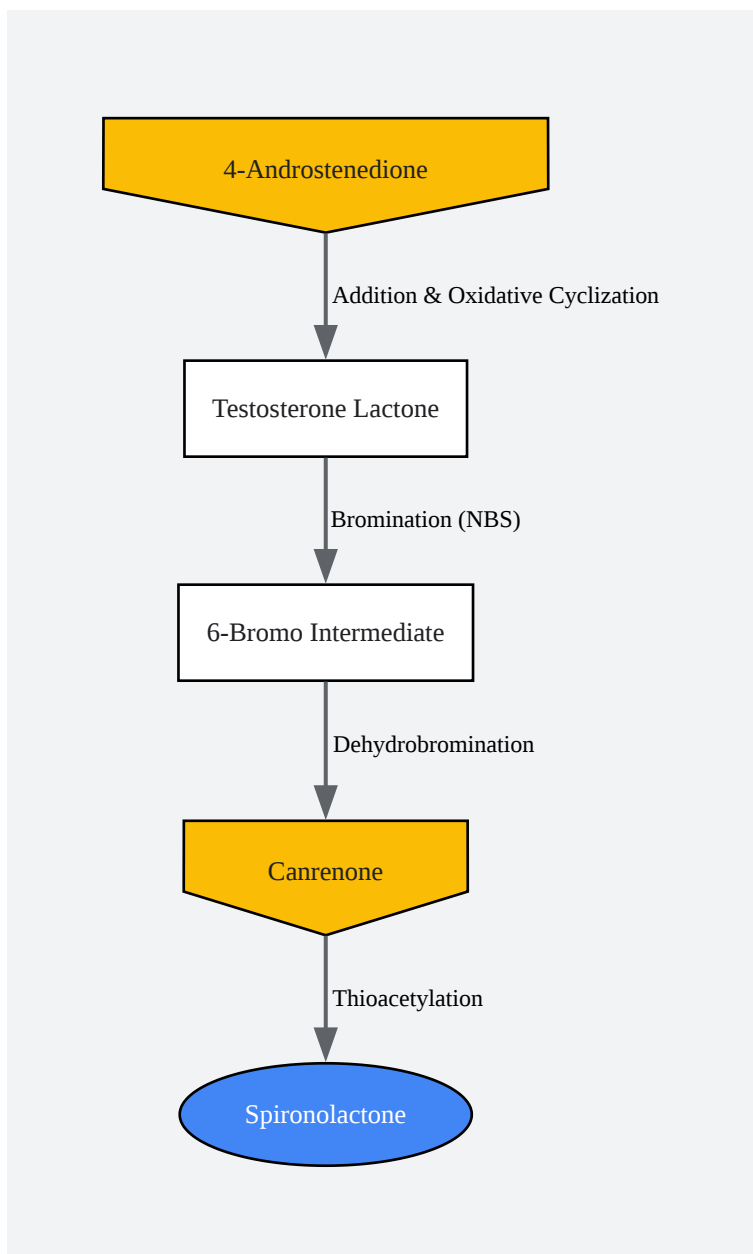 4-Androstenedione
Addition & Oxidative Cyclization
Testosterone Lactone
Bromination (NBS)
6-Bromo Intermediate
Dehydrobromination
Canrenone
Thioacetylation
Spironolactone